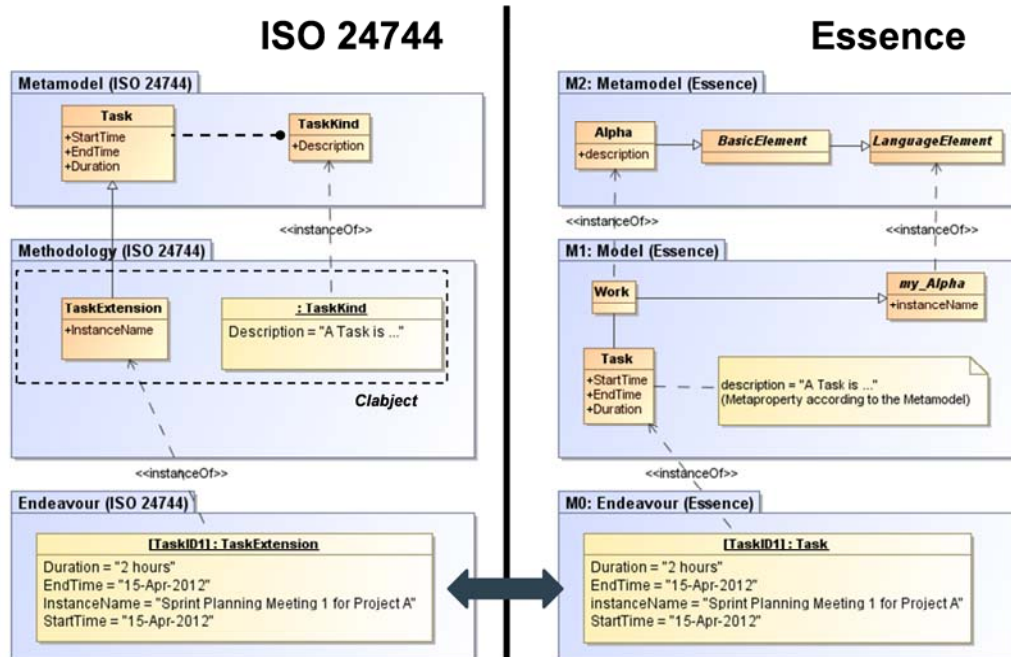 ISO 24744
Metamodel (ISO 24744)
Task
+StartTime
+EndTime
+Duration
TaskKind
+Description
<<instanceOf>>
Methodology (ISO 24744)
TaskExtension
+InstanceName
: TaskKind
Description = "A Task is ..."
Clabject
<<instanceOf>>
Endeavour (ISO 24744)
[TaskID1] : TaskExtension
Duration = "2 hours"
EndTime = "15-Apr-2012"
InstanceName = "Sprint Planning Meeting 1 for Project A"
StartTime = "15-Apr-2012"
Essence
M2: Metamodel (Essence)
Alpha
+description
BasicElement
LanguageElement
<<instanceOf>>
<<instanceOf>>
M1: Model (Essence)
Work
my_Alpha
+instanceName
Task
+StartTime
+EndTime
+Duration
description = "A Task is ..."
(Metaproperty according to the Metamodel)
<<instanceOf>>
M0: Endeavour (Essence)
[TaskID1] : Task
Duration = "2 hours"
EndTime = "15-Apr-2012"
instanceName = "Sprint Planning Meeting 1 for Project A"
StartTime = "15-Apr-2012"